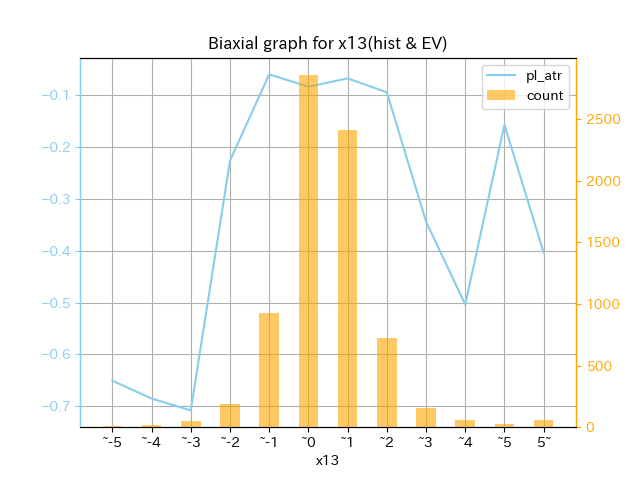 Biaxial graph for x13(hist & EV)
pl_atr
count
−0.1
−0.2
−0.3
−0.4
−0.5
−0.6
−0.7
2500
2000
1500
1000
500
0
~-5 ~-4 ~-3 ~-2 ~-1 ~0 ~1 ~2 ~3 ~4 ~5 5~
x13